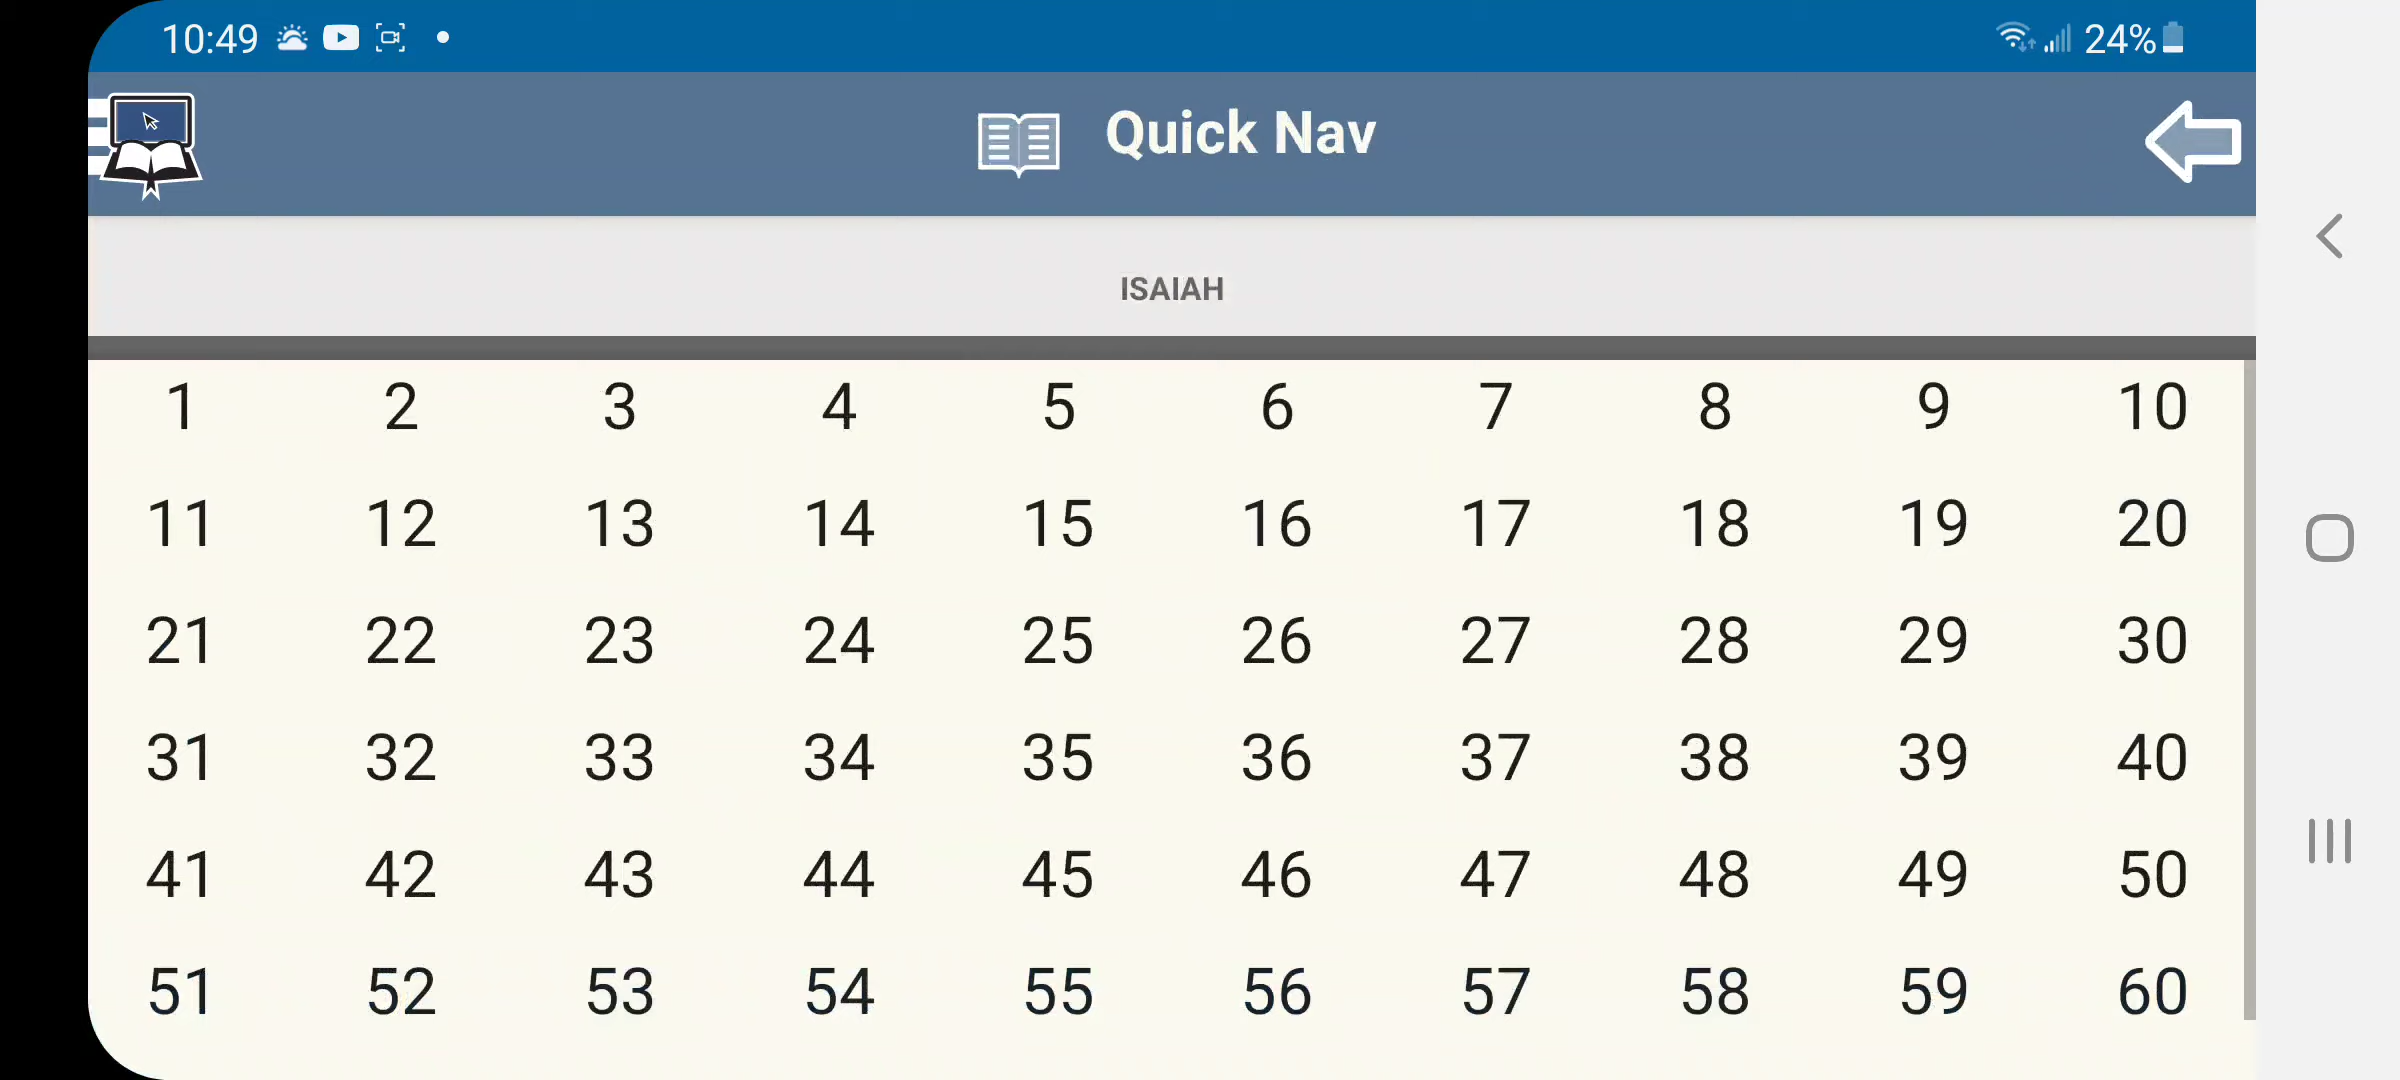 10:49 24%
Quick Nav
ISAIAH
1 2 3 4 5 6 7 8 9 10
11 12 13 14 15 16 17 18 19 20
21 22 23 24 25 26 27 28 29 30
31 32 33 34 35 36 37 38 39 40
41 42 43 44 45 46 47 48 49 50
51 52 53 54 55 56 57 58 59 60